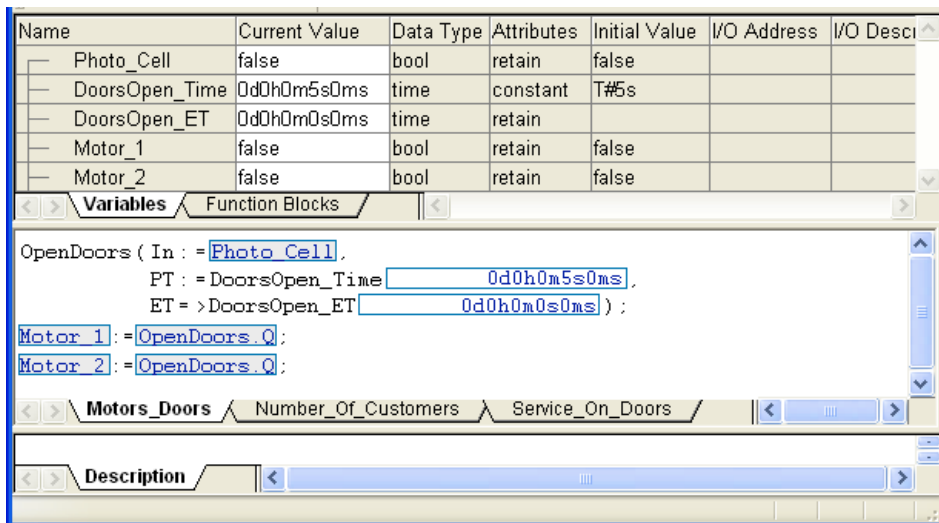 Name Current Value Data Type Attributes Initial Value I/O Address I/O Descr
Photo_Cell false bool retain false
DoorsOpen_Time 0d0h0m5s0ms time constant T#5s
DoorsOpen_ET 0d0h0m0s0ms time retain
Motor_1 false bool retain false
Motor_2 false bool retain false
Variables Function Blocks
OpenDoors ( In : = Photo_Cell,
PT : = DoorsOpen_Time 0d0h0m5s0ms,
ET = >DoorsOpen_ET 0d0h0m0s0ms ) ;
Motor_1 : = OpenDoors.Q ;
Motor_2 : = OpenDoors.Q ;
Motors_Doors Number_Of_Customers Service_On_Doors
Description